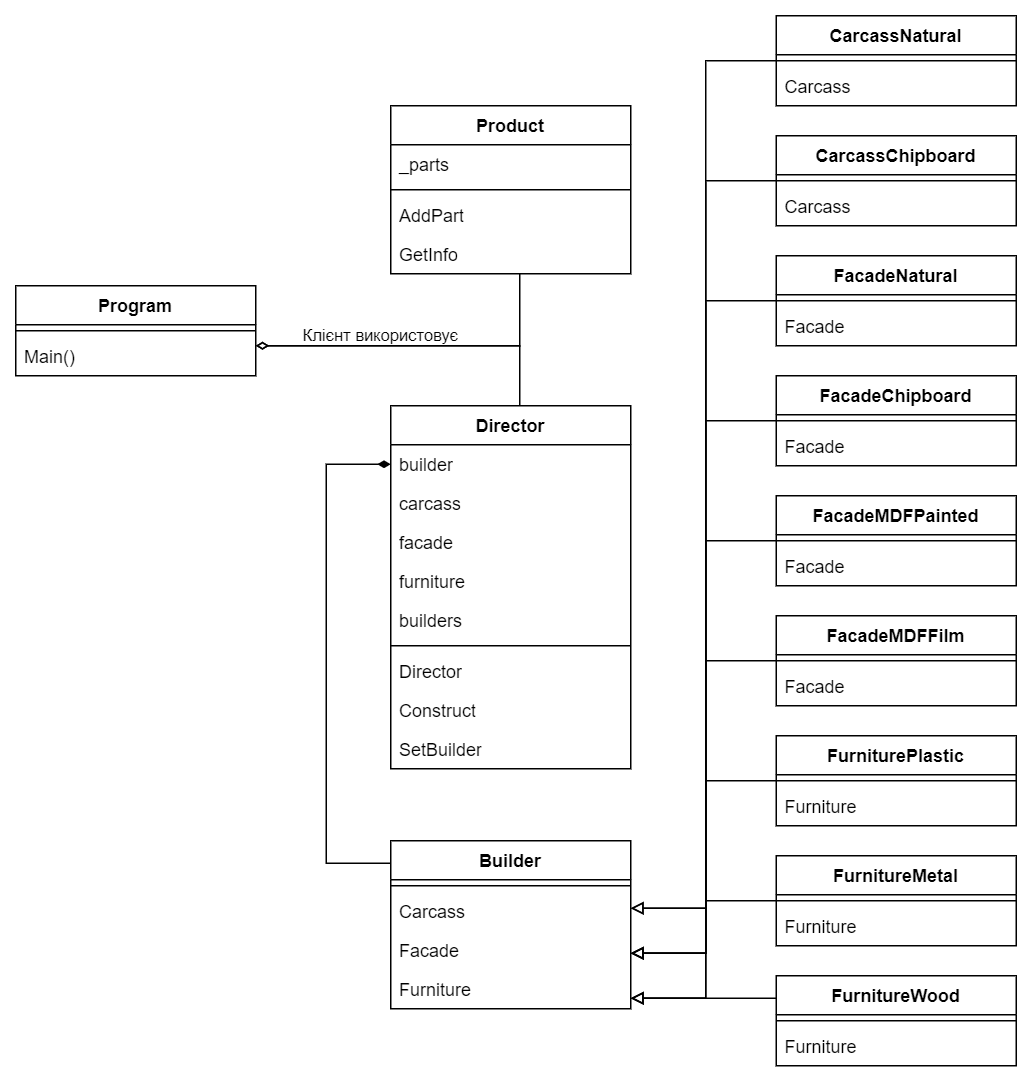 Program
Main()
Клієнт використовує
Product
_parts
AddPart
GetInfo
Director
builder
carcass
facade
furniture
builders
Director
Construct
SetBuilder
Builder
Carcass
Facade
Furniture
CarcassNatural
Carcass
CarcassChipboard
Carcass
FacadeNatural
Facade
FacadeChipboard
Facade
FacadeMDFPainted
Facade
FacadeMDFFilm
Facade
FurniturePlastic
Furniture
FurnitureMetal
Furniture
FurnitureWood
Furniture